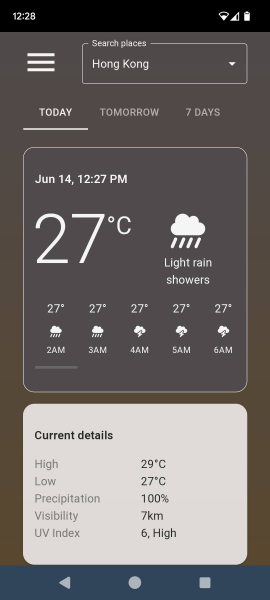 12:28
Search places
Hong Kong
TODAY TOMORROW 7 DAYS
Jun 14, 12:27 PM
27°C
Light rain
showers
27° 27° 27° 27° 27°
2AM 3AM 4AM 5AM 6AM
Current details
High 29°C
Low 27°C
Precipitation 100%
Visibility 7km
UV Index 6, High